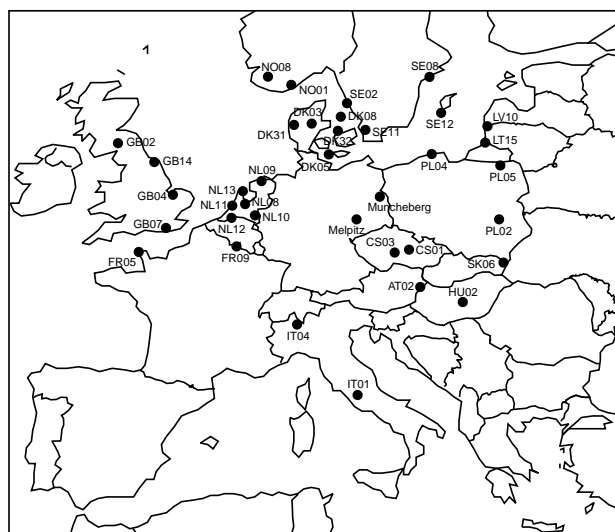 NO08
SE08
NO01
SE02
DK03
DK08
LV10
SE12
DK31
SE11
DK32
LT15
GB02
GB14
DK05
PL04
NL09
PL05
NL13
GB04
NL08
Muncheberg
NL11
NL10
GB07
NL12
Melpitz
PL02
CS03
CS01
FR05
FR09
SK06
AT02
HU02
IT04
IT01